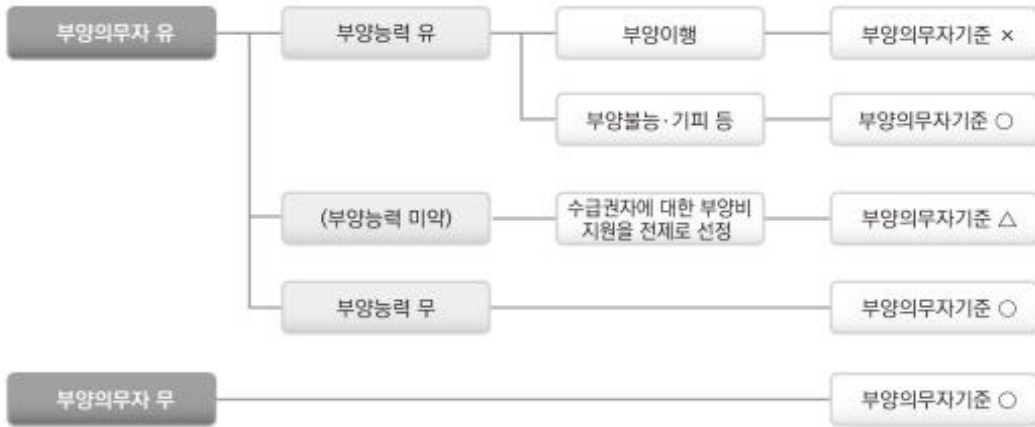 부양의무자 유
부양능력 유
부양이행
부양의무자기준 ×
부양불능·기피 등
부양의무자기준 ○
(부양능력 미약)
수급권자에 대한 부양비
지원을 전제로 선정
부양의무자기준 △
부양능력 무
부양의무자기준 ○
부양의무자 무
부양의무자기준 ○